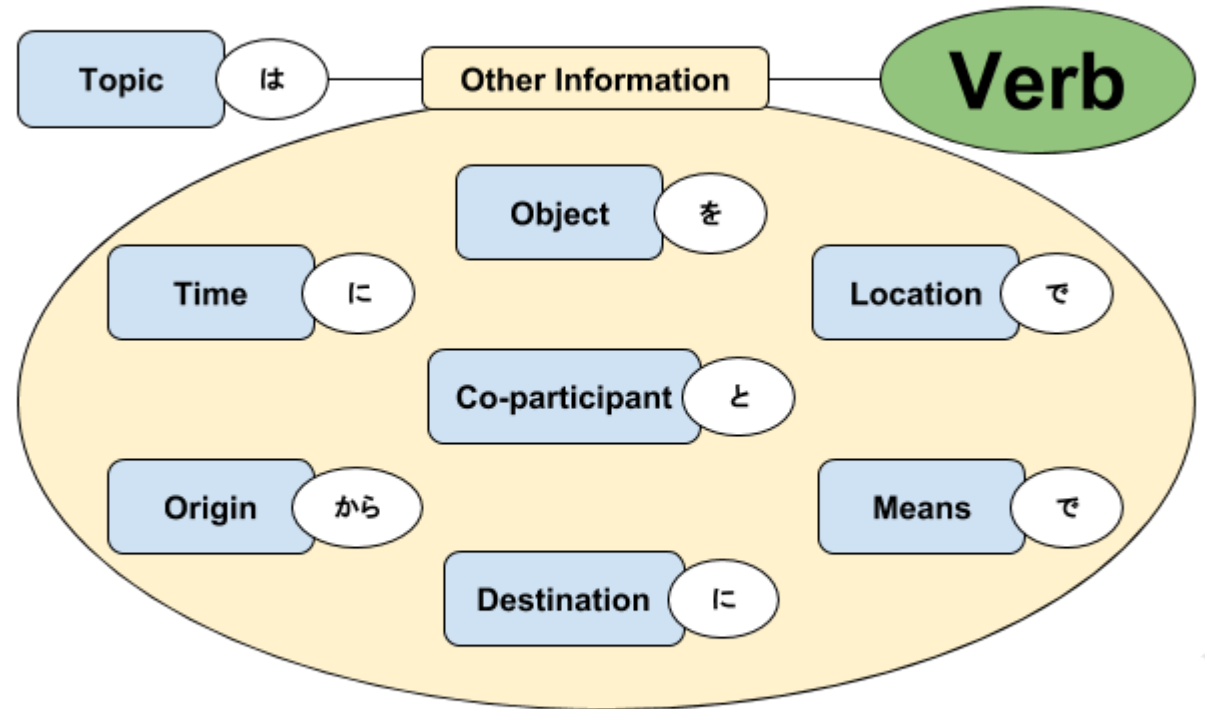 Topic は
Other Information
Verb
Object を
Time に
Location で
Co-participant と
Origin から
Means で
Destination に